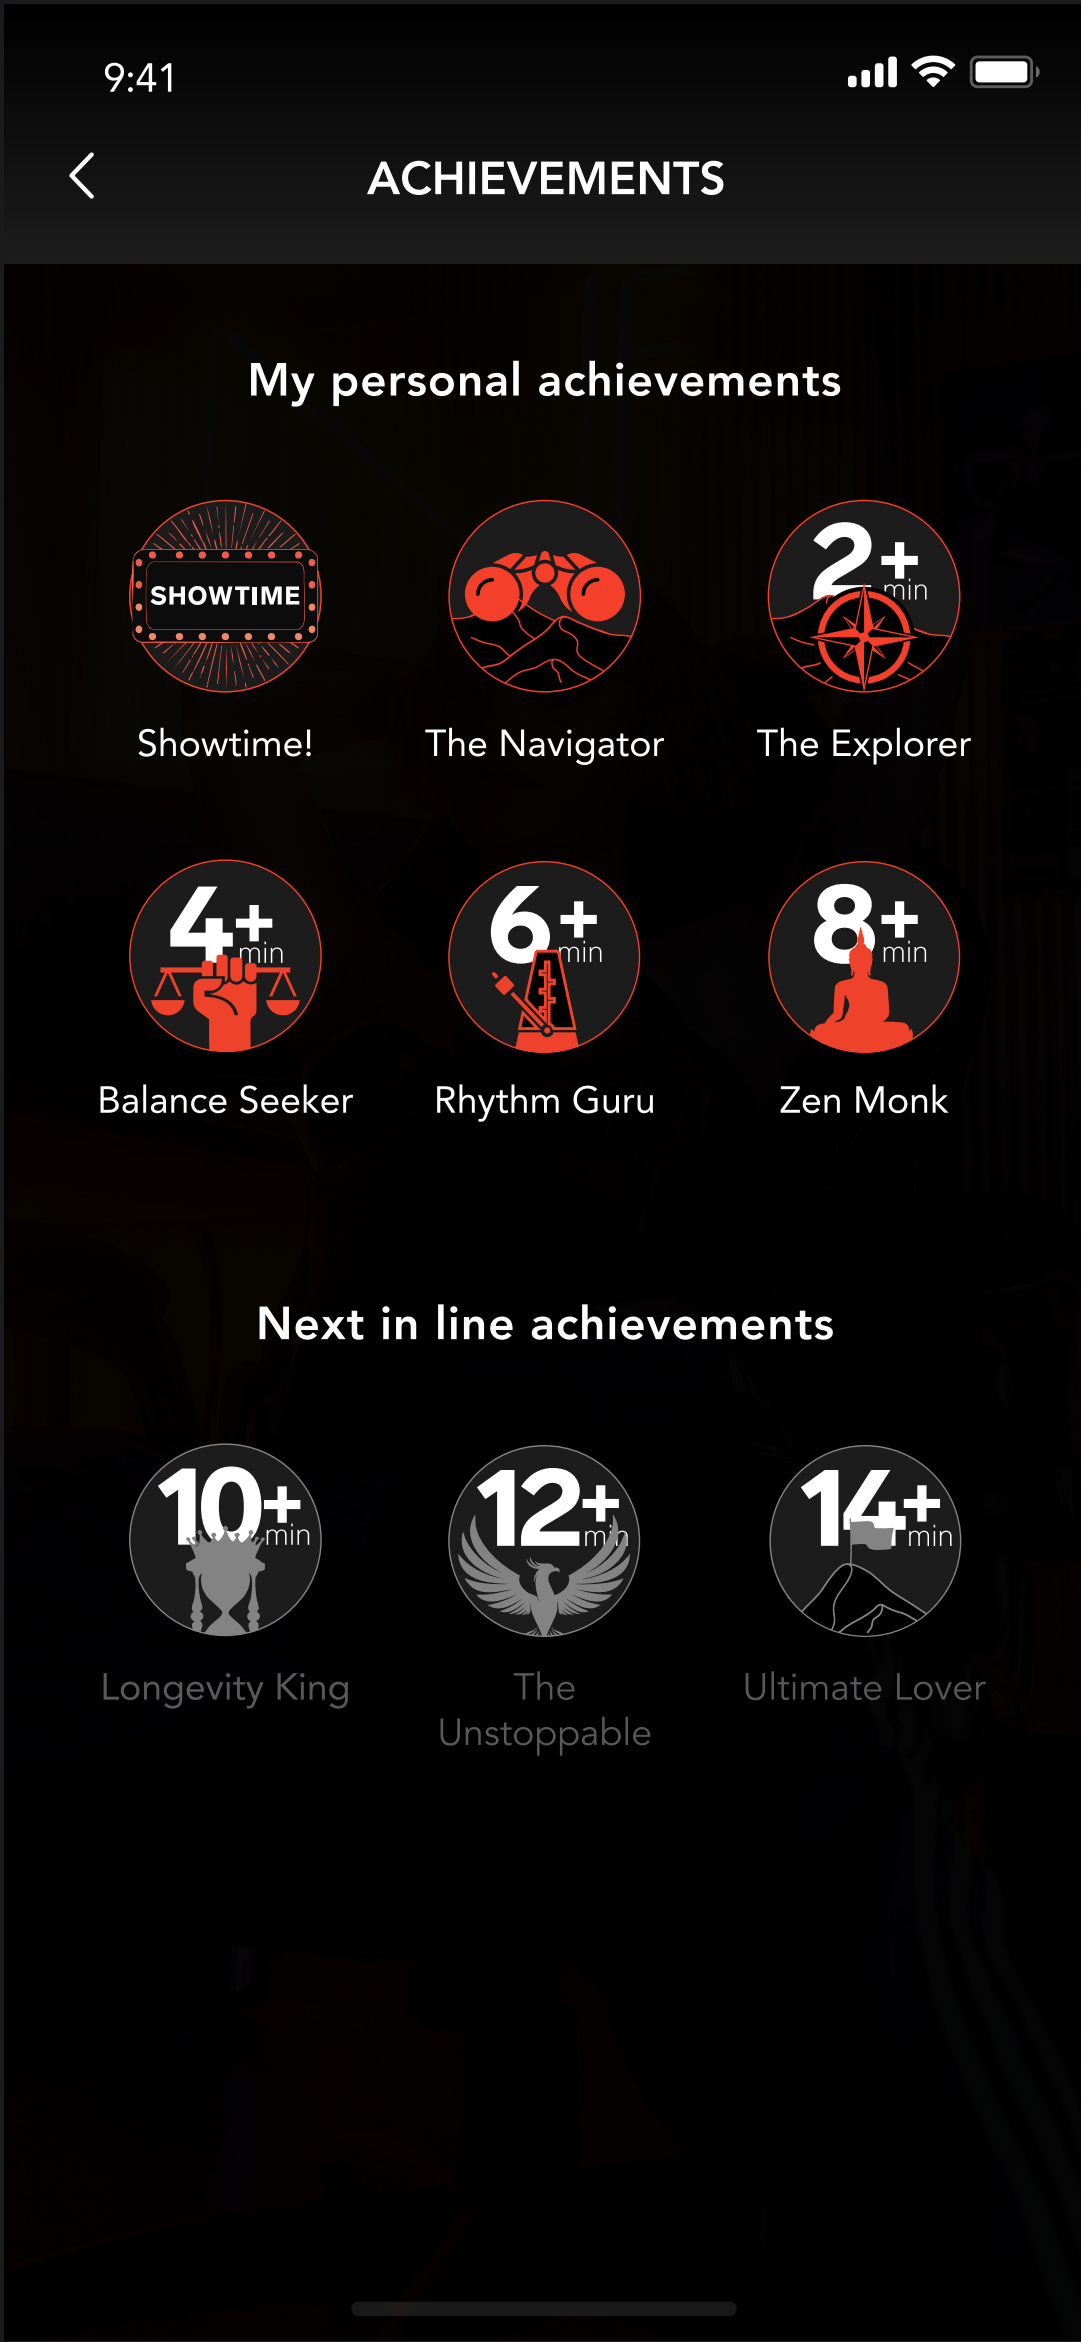 9:41
ACHIEVEMENTS
My personal achievements
SHOWTIME
2+
min
Showtime!
The Navigator
The Explorer
4+
min
6+
min
8+
min
Balance Seeker
Rhythm Guru
Zen Monk
Next in line achievements
10+
min
12+
min
14+
min
Longevity King
The
Unstoppable
Ultimate Lover